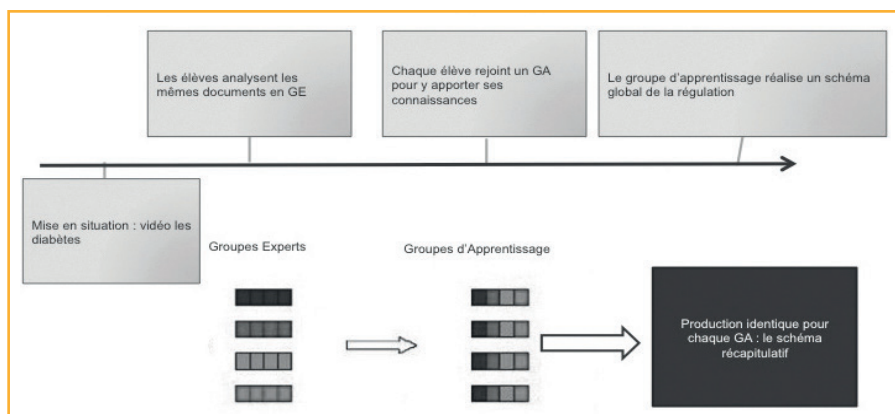 Les élèves analysent les
mêmes documents en GE
Chaque élève rejoint un GA
pour y apporter ses
connaissances
Le groupe d'apprentissage réalise un schéma
global de la régulation
Mise en situation : vidéo les
diabètes
Groupes Experts
Groupes d'Apprentissage
Production identique pour
chaque GA : le schéma
récapitulatif